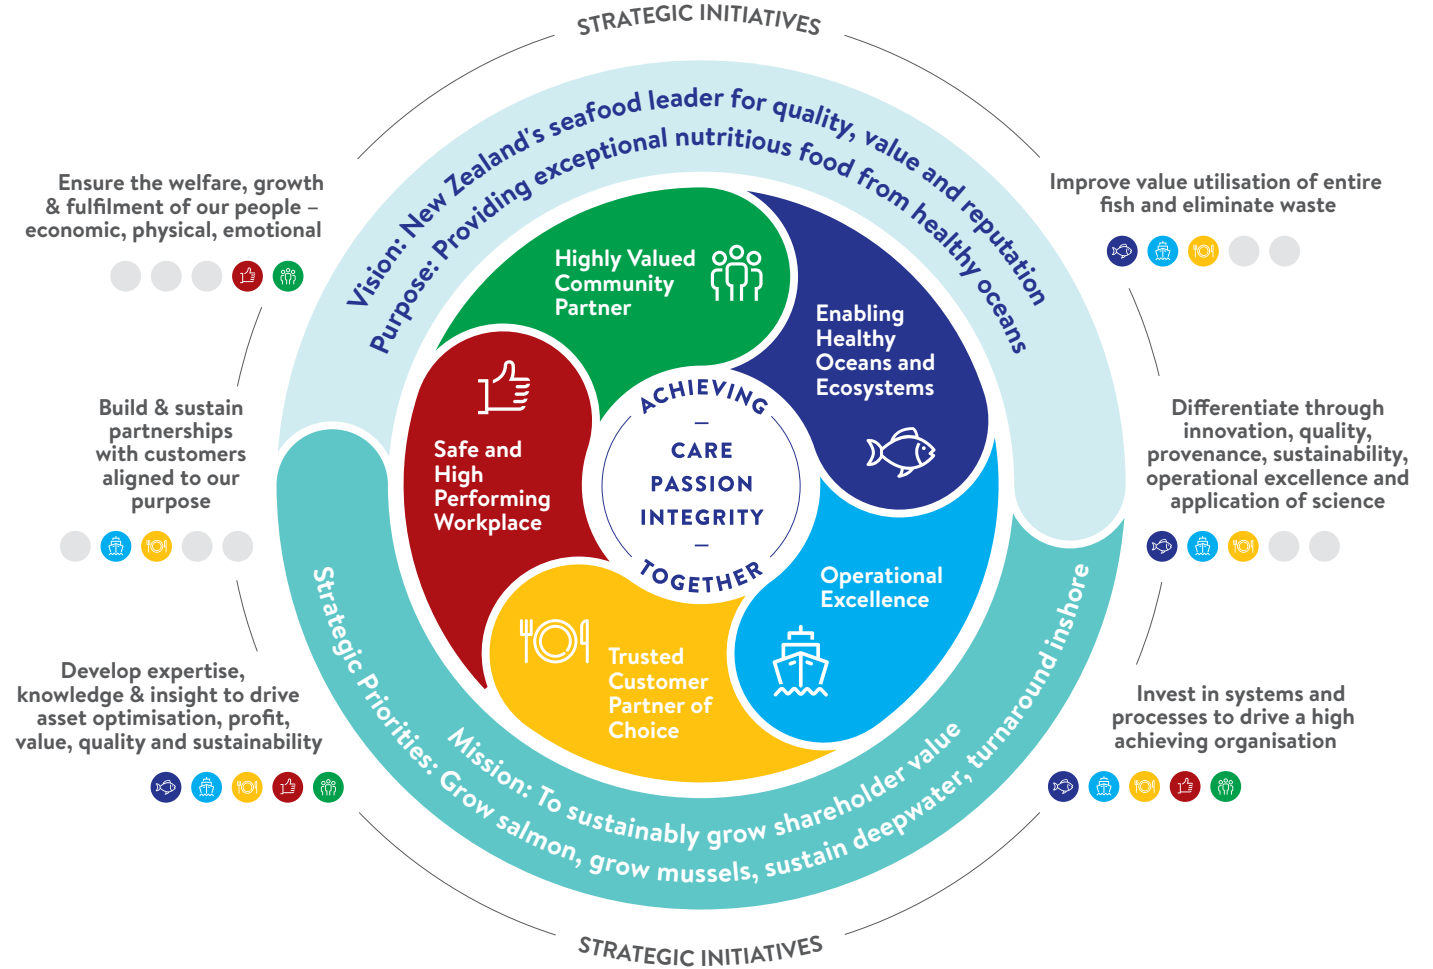 STRATEGIC INITIATIVES
Vision: New Zealand's seafood leader for quality, value and reputation
Purpose: Providing exceptional nutritious food from healthy oceans
Ensure the welfare, growth
& fulfilment of our people –
economic, physical, emotional
Build & sustain
partnerships
with customers
aligned to our
purpose
Develop expertise,
knowledge & insight to drive
asset optimisation, profit,
value, quality and sustainability
Highly Valued
Community
Partner
Enabling
Healthy
Oceans and
Ecosystems
Safe and
High
Performing
Workplace
ACHIEVING
–
CARE
PASSION
INTEGRITY
–
TOGETHER
Operational
Excellence
Trusted
Customer
Partner of
Choice
Improve value utilisation of entire
fish and eliminate waste
Differentiate through
innovation, quality,
provenance, sustainability,
operational excellence and
application of science
Invest in systems and
processes to drive a high
achieving organisation
Mission: To sustainably grow shareholder value
Strategic Priorities: Grow salmon, grow mussels, sustain deepwater, turnaround inshore
STRATEGIC INITIATIVES